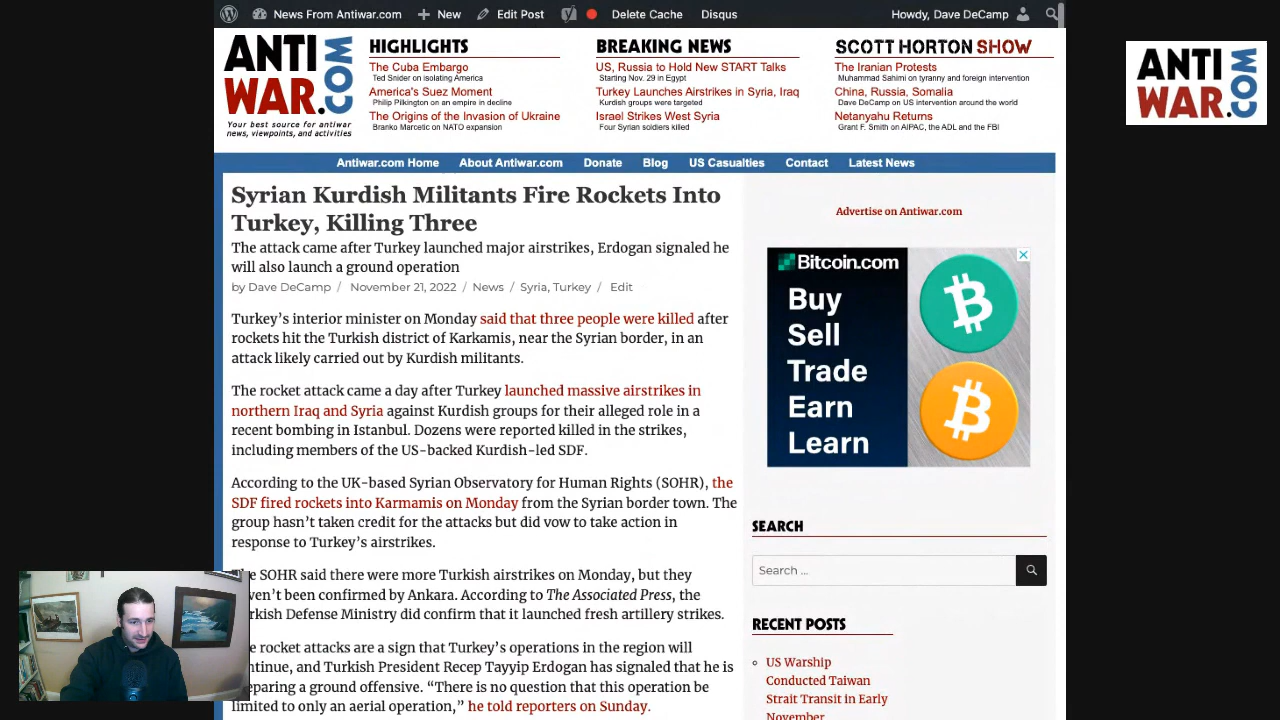 News From Antiwar.com
New
Edit Post
Delete Cache
Disqus
Howdy, Dave DeCamp
ANTI
WAR.COM
Your best source for antiwar
news, viewpoints, and activities
HIGHLIGHTS
The Cuba Embargo
Ted Snider on isolating America
America's Suez Moment
Philip Pilkington on an empire in decline
The Origins of the Invasion of Ukraine
Branko Marcetic on NATO expansion
BREAKING NEWS
US, Russia to Hold New START Talks
Starting Nov. 29 in Egypt
Turkey Launches Airstrikes in Syria, Iraq
Kurdish groups were targeted
Israel Strikes West Syria
Four Syrian soldiers killed
SCOTT HORTON SHOW
The Iranian Protests
Muhammad Sahimi on tyranny and foreign intervention
China, Russia, Somalia
Dave DeCamp on US intervention around the world
Netanyahu Returns
Grant F. Smith on AIPAC, the ADL and the FBI
ANTI
WAR.COM
Antiwar.com Home
About Antiwar.com
Donate
Blog
US Casualties
Contact
Latest News
Syrian Kurdish Militants Fire Rockets Into
Turkey, Killing Three
The attack came after Turkey launched major airstrikes, Erdogan signaled he
will also launch a ground operation
by Dave DeCamp / November 21, 2022 / News / Syria, Turkey / Edit
Turkey’s interior minister on Monday said that three people were killed after
rockets hit the Turkish district of Karkamis, near the Syrian border, in an
attack likely carried out by Kurdish militants.
The rocket attack came a day after Turkey launched massive airstrikes in
northern Iraq and Syria against Kurdish groups for their alleged role in a
recent bombing in Istanbul. Dozens were reported killed in the strikes,
including members of the US-backed Kurdish-led SDF.
According to the UK-based Syrian Observatory for Human Rights (SOHR), the
SDF fired rockets into Karmamis on Monday from the Syrian border town. The
group hasn’t taken credit for the attacks but did vow to take action in
response to Turkey’s airstrikes.
The SOHR said there were more Turkish airstrikes on Monday, but they
haven’t been confirmed by Ankara. According to The Associated Press, the
Turkish Defense Ministry did confirm that it launched fresh artillery strikes.
The rocket attacks are a sign that Turkey’s operations in the region will
continue, and Turkish President Recep Tayyip Erdogan has signaled that he is
preparing a ground offensive. “There is no question that this operation be
limited to only an aerial operation,” he told reporters on Sunday.
Advertise on Antiwar.com
Bitcoin.com
Buy
Sell
Trade
Earn
Learn
SEARCH
Search ...
RECENT POSTS
US Warship
Conducted Taiwan
Strait Transit in Early
November